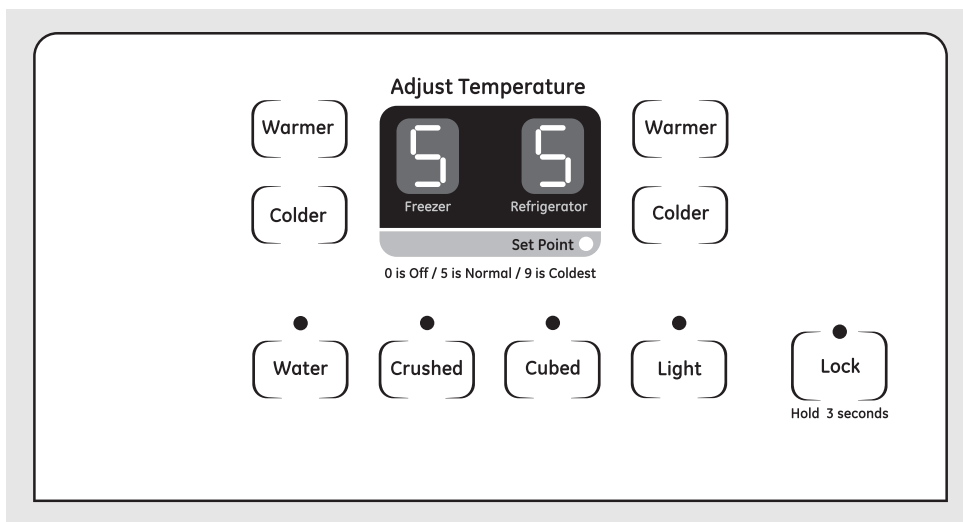 Adjust Temperature
Warmer
5 5
Warmer
Freezer Refrigerator
Colder
Colder
Set Point
0 is Off / 5 is Normal / 9 is Coldest
Water
Crushed
Cubed
Light
Lock
Hold 3 seconds